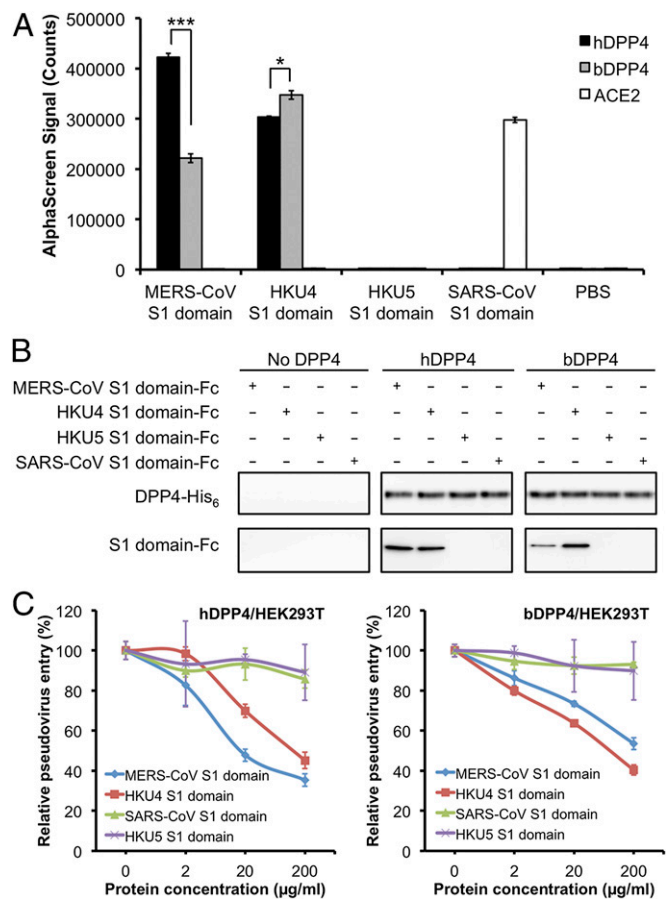 A
AlphaScreen Signal (Counts)
500000
400000
300000
200000
100000
0
***
*
hDPP4
bDPP4
ACE2
MERS-CoV S1 domain
HKU4 S1 domain
HKU5 S1 domain
SARS-CoV S1 domain
PBS
B
No DPP4 hDPP4 bDPP4
MERS-CoV S1 domain-Fc + – – – + – – – + – – –
HKU4 S1 domain-Fc – + – – – + – – – + – –
HKU5 S1 domain-Fc – – + – – – + – – – + –
SARS-CoV S1 domain-Fc – – – + – – – + – – – +
DPP4-His6
S1 domain-Fc
C
hDPP4/HEK293T
Relative pseudovirus entry (%)
120
100
80
60
40
20
0
MERS-CoV S1 domain
HKU4 S1 domain
SARS-CoV S1 domain
HKU5 S1 domain
0 2 20 200
Protein concentration (µg/ml)
bDPP4/HEK293T
Relative pseudovirus entry (%)
120
100
80
60
40
20
0
MERS-CoV S1 domain
HKU4 S1 domain
SARS-CoV S1 domain
HKU5 S1 domain
0 2 20 200
Protein concentration (µg/ml)